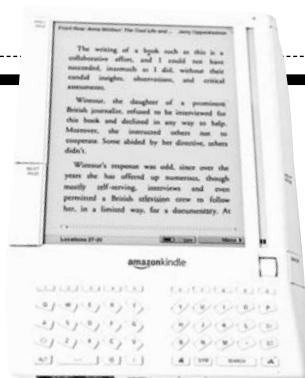 Front Row: Anna Wintour: The Cool Life and ... Jerry Oppenheimer
The writing of a book such as this is a
collaborative effort, and I could not have
succeeded, inasmuch as I did, without their
candid insights, observations, and critical
assessments.
Wintour, the daughter of a prominent
British journalist, refused to be interviewed for
this book and declined in any way to help.
Moreover, she instructed others not to
cooperate. Some abided by her directive, others
didn't.
Wintour's response was odd, since over the
years she has offered up numerous, though
mostly self-serving, interviews and even
permitted a British television crew to follow
her, in a limited way, for a documentary. At
NEXT PAGE
Locations 27-35 Menu
amazonkindle
Q W E R T Y U I O P
A S D F G H J K L
Z X C V B N M .
ALT SYM SEARCH